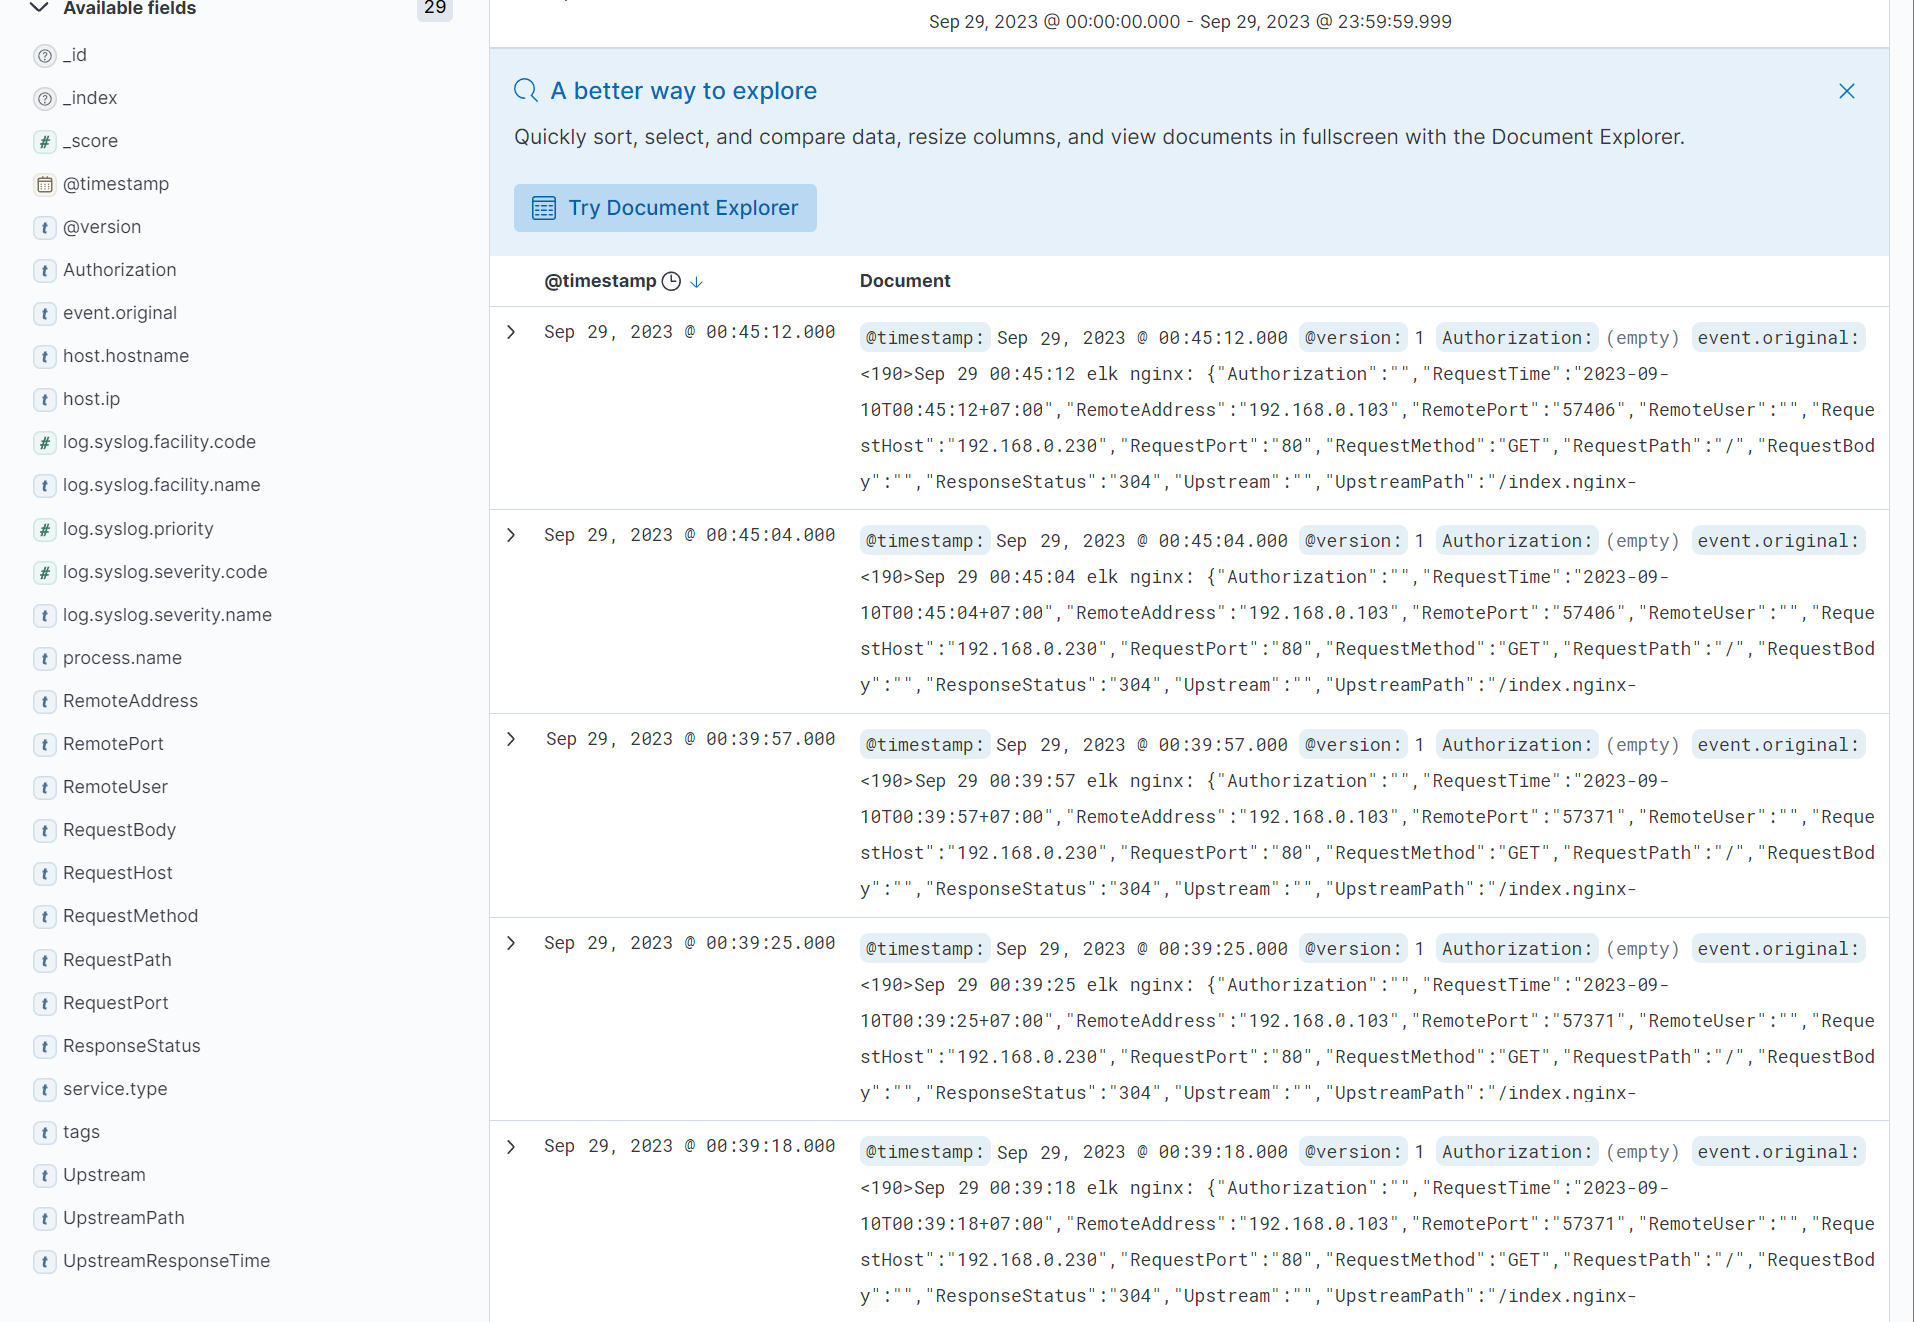 Available fields 29
_id
_index
_score
@timestamp
@version
Authorization
event.original
host.hostname
host.ip
log.syslog.facility.code
log.syslog.facility.name
log.syslog.priority
log.syslog.severity.code
log.syslog.severity.name
process.name
RemoteAddress
RemotePort
RemoteUser
RequestBody
RequestHost
RequestMethod
RequestPath
RequestPort
ResponseStatus
service.type
tags
Upstream
UpstreamPath
UpstreamResponseTime
Sep 29, 2023 @ 00:00:00.000 - Sep 29, 2023 @ 23:59:59.999
A better way to explore
Quickly sort, select, and compare data, resize columns, and view documents in fullscreen with the Document Explorer.
Try Document Explorer
@timestamp Document
Sep 29, 2023 @ 00:45:12.000 @timestamp: Sep 29, 2023 @ 00:45:12.000 @version: 1 Authorization: (empty) event.original:
<190>Sep 29 00:45:12 elk nginx: {"Authorization":"","RequestTime":"2023-09-
10T00:45:12+07:00","RemoteAddress":"192.168.0.103","RemotePort":"57406","RemoteUser":"","Reque
stHost":"192.168.0.230","RequestPort":"80","RequestMethod":"GET","RequestPath":"/","RequestBod
y":"","ResponseStatus":"304","Upstream":"","UpstreamPath":"/index.nginx-
Sep 29, 2023 @ 00:45:04.000 @timestamp: Sep 29, 2023 @ 00:45:04.000 @version: 1 Authorization: (empty) event.original:
<190>Sep 29 00:45:04 elk nginx: {"Authorization":"","RequestTime":"2023-09-
10T00:45:04+07:00","RemoteAddress":"192.168.0.103","RemotePort":"57406","RemoteUser":"","Reque
stHost":"192.168.0.230","RequestPort":"80","RequestMethod":"GET","RequestPath":"/","RequestBod
y":"","ResponseStatus":"304","Upstream":"","UpstreamPath":"/index.nginx-
Sep 29, 2023 @ 00:39:57.000 @timestamp: Sep 29, 2023 @ 00:39:57.000 @version: 1 Authorization: (empty) event.original:
<190>Sep 29 00:39:57 elk nginx: {"Authorization":"","RequestTime":"2023-09-
10T00:39:57+07:00","RemoteAddress":"192.168.0.103","RemotePort":"57371","RemoteUser":"","Reque
stHost":"192.168.0.230","RequestPort":"80","RequestMethod":"GET","RequestPath":"/","RequestBod
y":"","ResponseStatus":"304","Upstream":"","UpstreamPath":"/index.nginx-
Sep 29, 2023 @ 00:39:25.000 @timestamp: Sep 29, 2023 @ 00:39:25.000 @version: 1 Authorization: (empty) event.original:
<190>Sep 29 00:39:25 elk nginx: {"Authorization":"","RequestTime":"2023-09-
10T00:39:25+07:00","RemoteAddress":"192.168.0.103","RemotePort":"57371","RemoteUser":"","Reque
stHost":"192.168.0.230","RequestPort":"80","RequestMethod":"GET","RequestPath":"/","RequestBod
y":"","ResponseStatus":"304","Upstream":"","UpstreamPath":"/index.nginx-
Sep 29, 2023 @ 00:39:18.000 @timestamp: Sep 29, 2023 @ 00:39:18.000 @version: 1 Authorization: (empty) event.original:
<190>Sep 29 00:39:18 elk nginx: {"Authorization":"","RequestTime":"2023-09-
10T00:39:18+07:00","RemoteAddress":"192.168.0.103","RemotePort":"57371","RemoteUser":"","Reque
stHost":"192.168.0.230","RequestPort":"80","RequestMethod":"GET","RequestPath":"/","RequestBod
y":"","ResponseStatus":"304","Upstream":"","UpstreamPath":"/index.nginx-